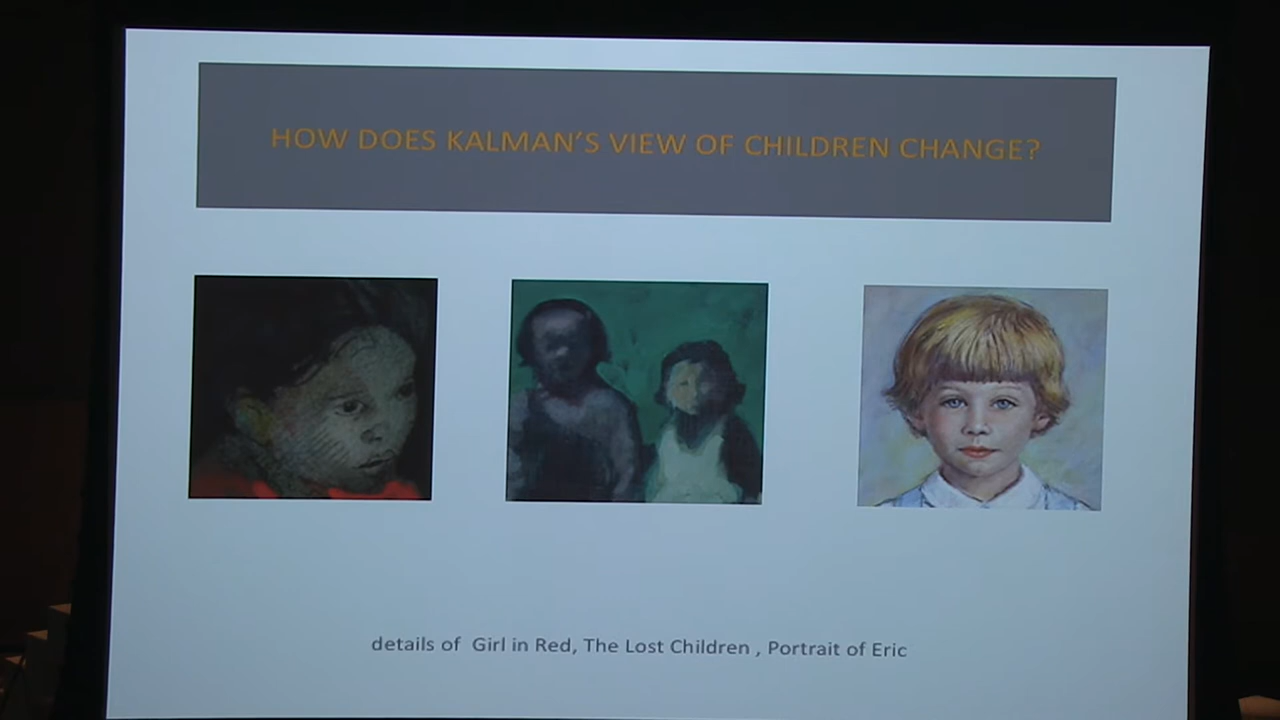 HOW DOES KALMAN'S VIEW OF CHILDREN CHANGE?
details of Girl in Red, The Lost Children , Portrait of Eric